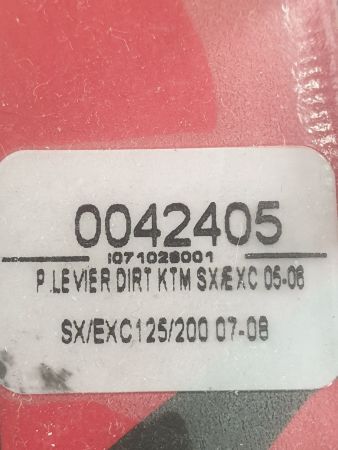 0042405
I071026001
P.LEVIER DIRT KTM SX/EXC 05-06
SX/EXC125/200 07-08